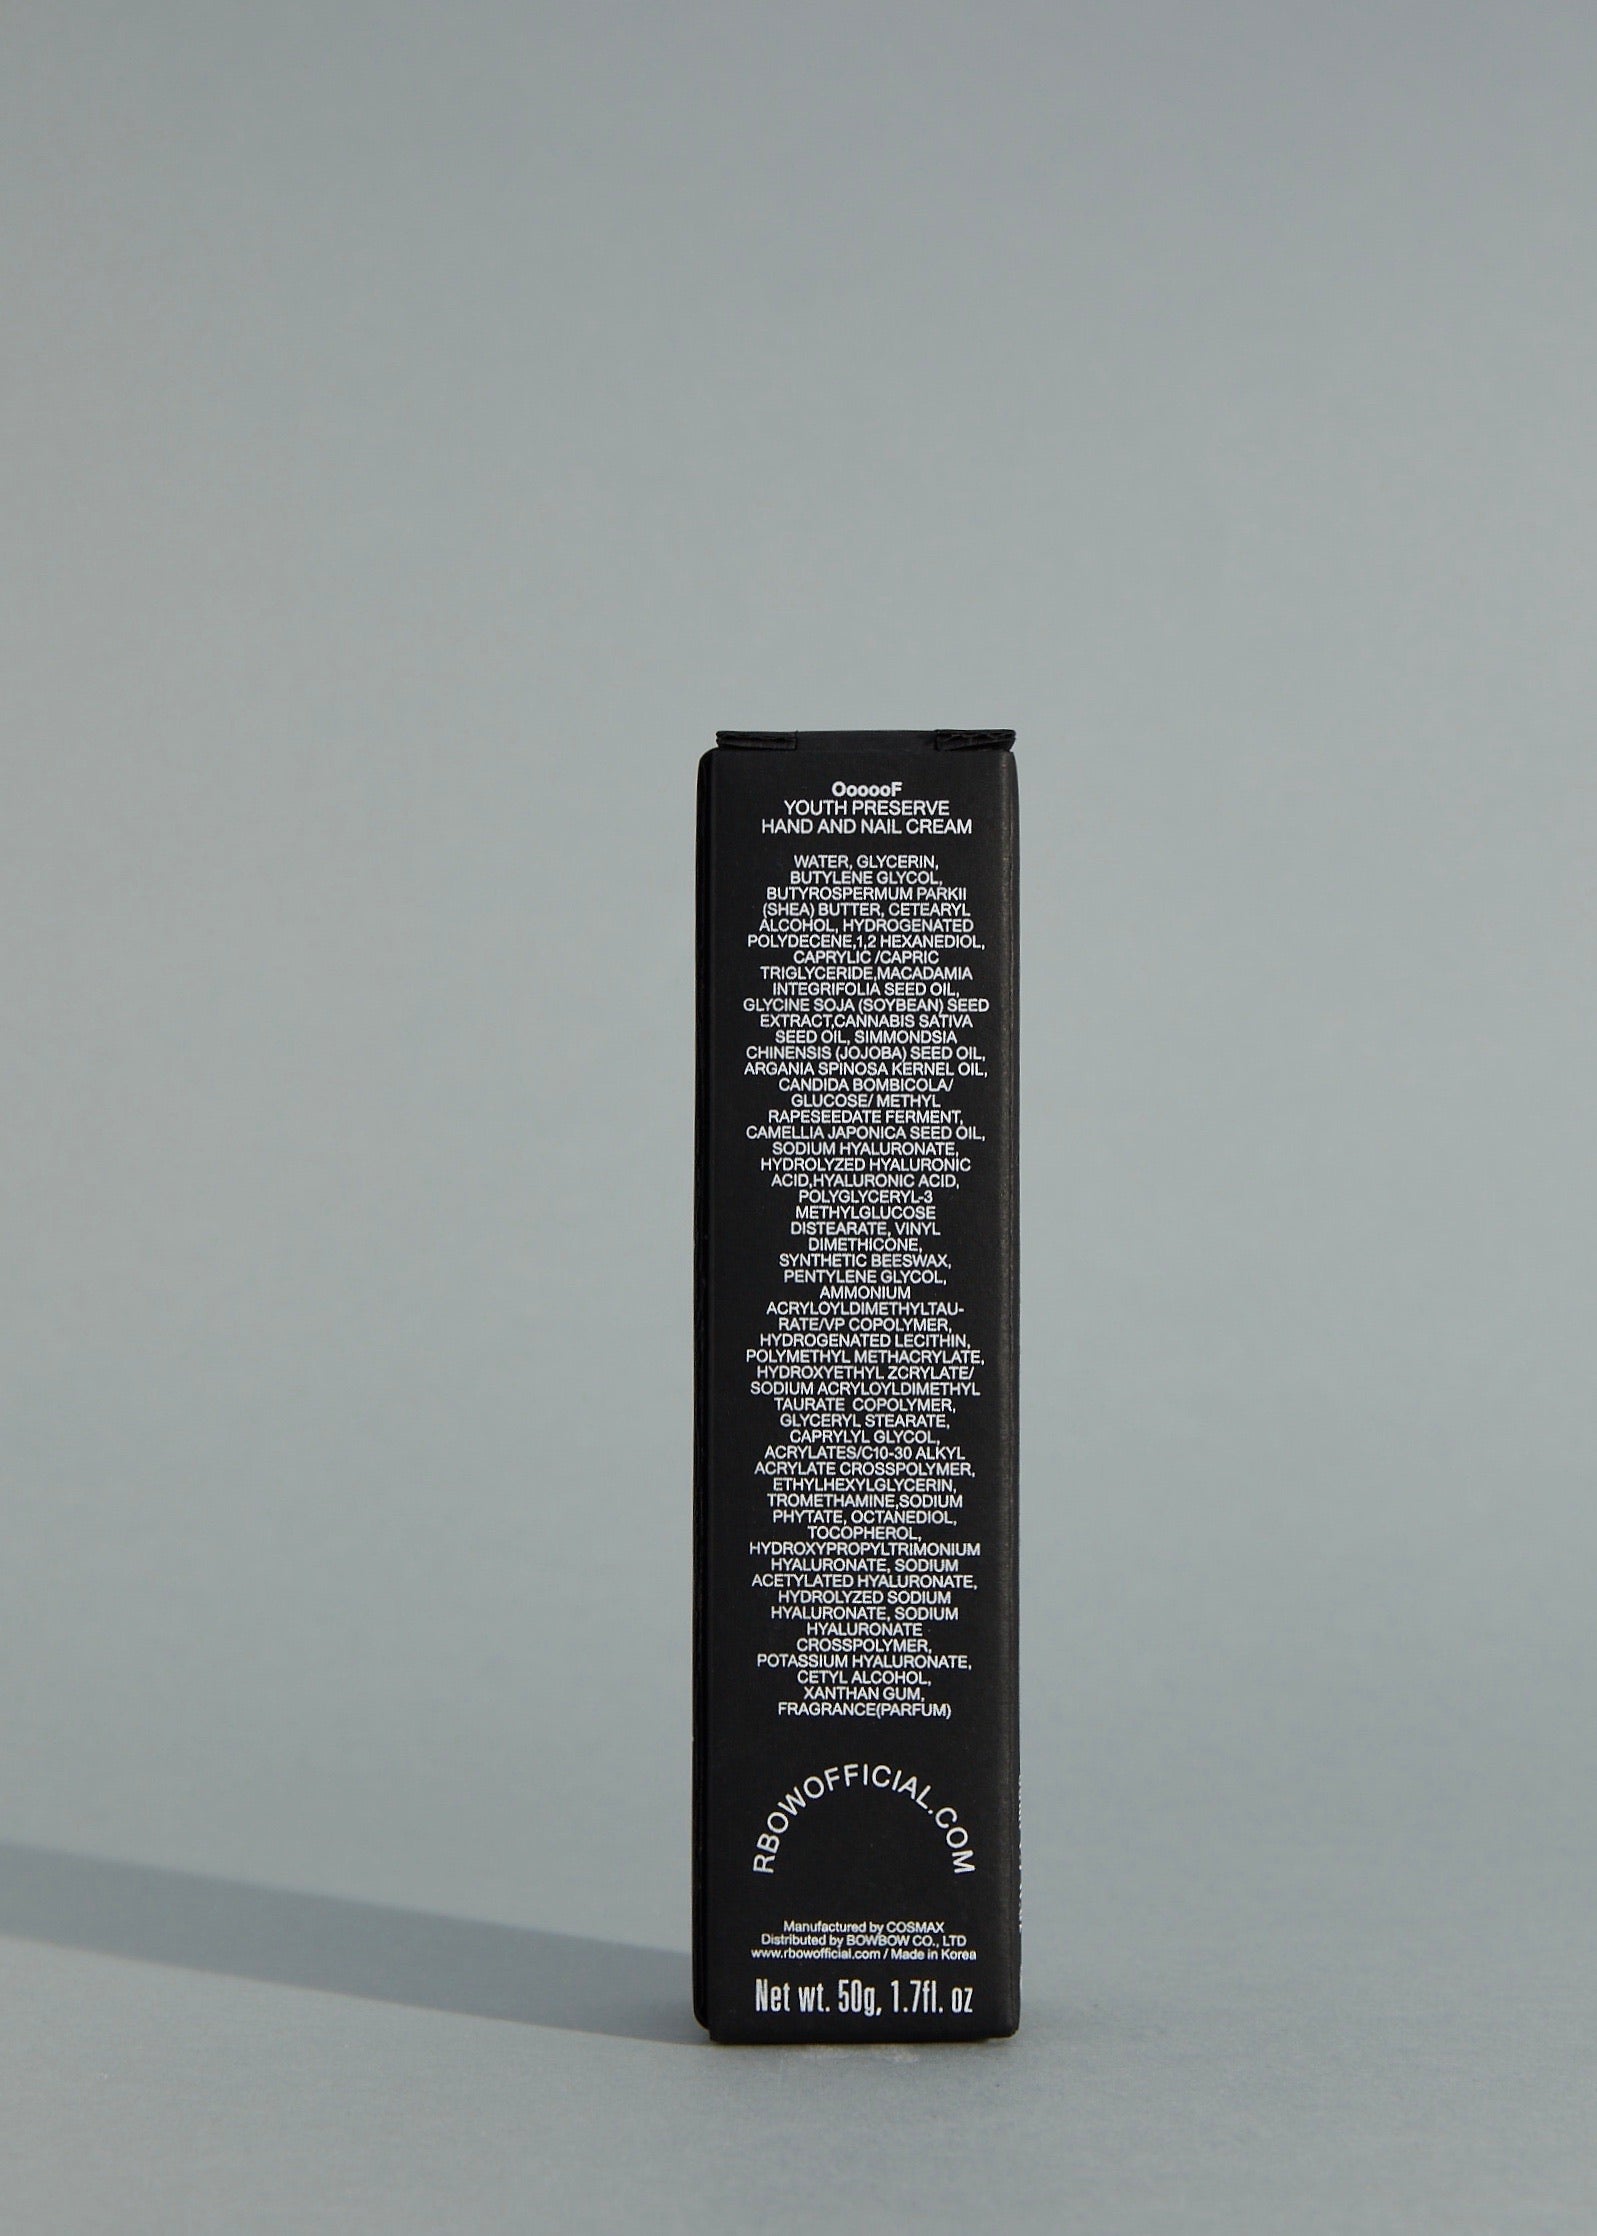 OooooF
YOUTH PRESERVE
HAND AND NAIL CREAM
WATER, GLYCERIN,
BUTYLENE GLYCOL,
BUTYROSPERMUM PARKII
(SHEA) BUTTER, CETEARYL
ALCOHOL, HYDROGENATED
POLYDECENE,1,2 HEXANEDIOL,
CAPRYLIC /CAPRIC
TRIGLYCERIDE,MACADAMIA
INTEGRIFOLIA SEED OIL,
GLYCINE SOJA (SOYBEAN) SEED
EXTRACT,CANNABIS SATIVA
SEED OIL, SIMMONDSIA
CHINENSIS (JOJOBA) SEED OIL,
ARGANIA SPINOSA KERNEL OIL,
CANDIDA BOMBICOLA/
GLUCOSE/ METHYL
RAPESEEDATE FERMENT,
CAMELLIA JAPONICA SEED OIL,
SODIUM HYALURONATE,
HYDROLYZED HYALURONIC
ACID,HYALURONIC ACID,
POLYGLYCERYL-3
METHYLGLUCOSE
DISTEARATE, VINYL
DIMETHICONE,
SYNTHETIC BEESWAX,
PENTYLENE GLYCOL,
AMMONIUM
ACRYLOYLDIMETHYLTAU-
RATE/VP COPOLYMER,
HYDROGENATED LECITHIN,
POLYMETHYL METHACRYLATE,
HYDROXYETHYL ZCRYLATE/
SODIUM ACRYLOYLDIMETHYL
TAURATE COPOLYMER,
GLYCERYL STEARATE,
CAPRYLYL GLYCOL,
ACRYLATES/C10-30 ALKYL
ACRYLATE CROSSPOLYMER,
ETHYLHEXYLGLYCERIN,
TROMETHAMINE,SODIUM
PHYTATE, OCTANEDIOL,
TOCOPHEROL,
HYDROXYPROPYLTRIMONIUM
HYALURONATE, SODIUM
ACETYLATED HYALURONATE,
HYDROLYZED SODIUM
HYALURONATE, SODIUM
HYALURONATE
CROSSPOLYMER,
POTASSIUM HYALURONATE,
CETYL ALCOHOL,
XANTHAN GUM,
FRAGRANCE(PARFUM)
RBOWOFFICIAL.COM
Manufactured by COSMAX
Distributed by BOWBOW CO., LTD
www.rbowofficial.com / Made in Korea
Net wt. 50g, 1.7fl. oz